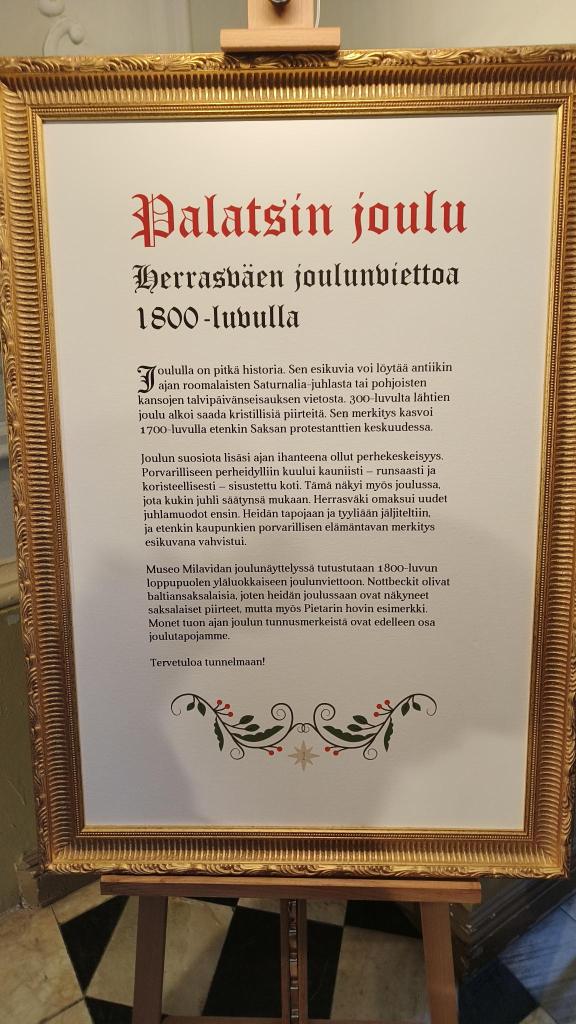 Palatsin joulu
Herrasväen joulunviettoa
1800-luvulla
Joululla on pitkä historia. Sen esikuvia voi löytää antiikin
ajan roomalaisten Saturnalia-juhlasta tai pohjoisten
kansojen talvipäivänseisauksen vietosta. 300-luvulta lähtien
joulu alkoi saada kristillisiä piirteitä. Sen merkitys kasvoi
1700-luvulla etenkin Saksan protestanttien keskuudessa.
Joulun suosiota lisäsi ajan ihanteena ollut perhekeskeisyys.
Porvarilliseen perheidylliin kuului kauniisti – runsaasti ja
koristeellisesti – sisustettu koti. Tämä näkyi myös joulussa,
jota kukin juhli säätynsä mukaan. Herrasväki omaksui uudet
juhlamuodot ensin. Heidän tapojaan ja tyyliään jäljiteltiin,
ja etenkin kaupunkien porvarillisen elämäntavan merkitys
esikuvana vahvistui.
Museo Milavidan joulunäyttelyssä tutustutaan 1800-luvun
loppupuolen yläluokkaiseen joulunviettoon. Nottbeckit olivat
baltiansaksalaisia, joten heidän joulussaan ovat näkyneet
saksalaiset piirteet, mutta myös Pietarin hovin esimerkki.
Monet tuon ajan joulun tunnusmerkeistä ovat edelleen osa
joulutapojamme.
Tervetuloa tunnelmaan!